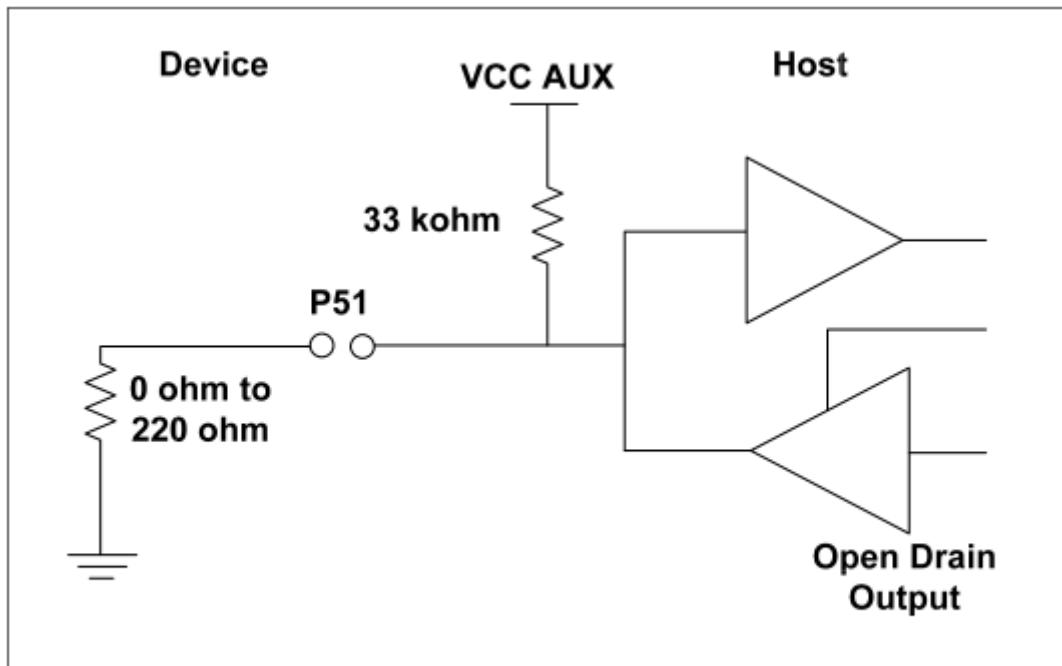 Device
VCC AUX
Host
33 kohm
P51
0 ohm to
220 ohm
Open Drain
Output